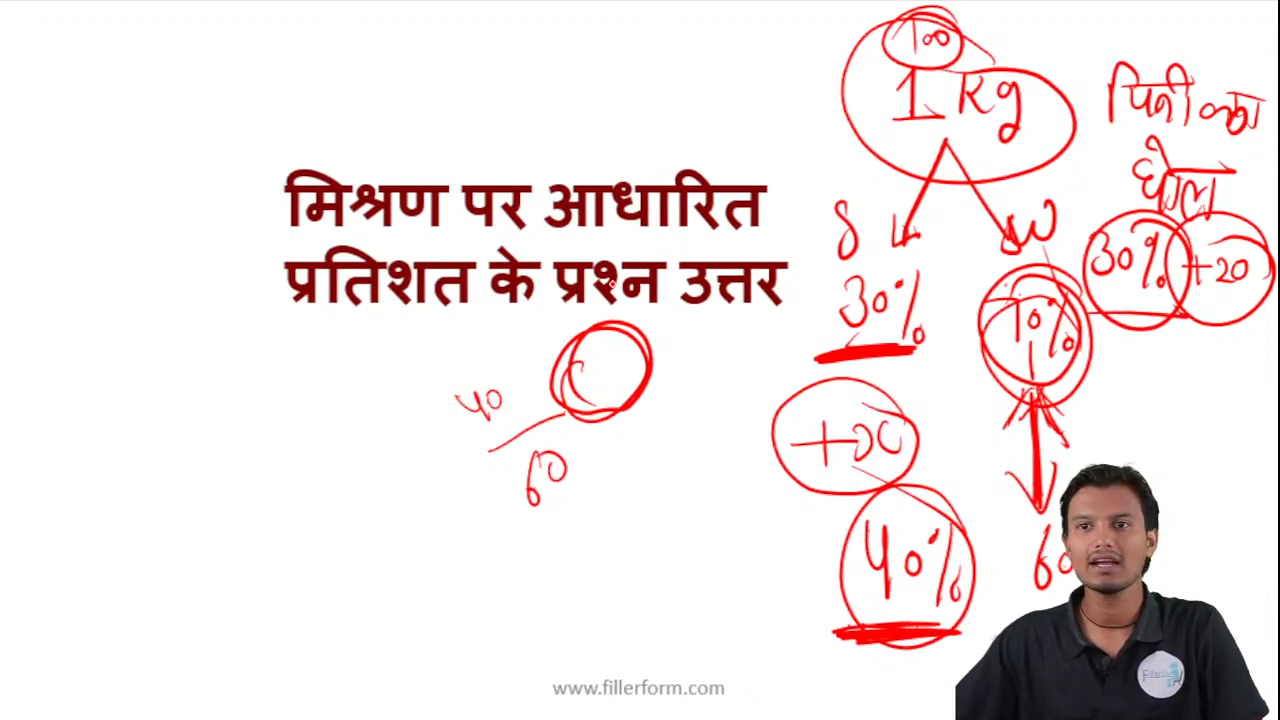 मिश्रण पर आधारित
प्रतिशत के प्रश्न उत्तर
100
1 Kg
घोल
30% +20
30%
70%
40
60
40%
60
www.fillerform.com